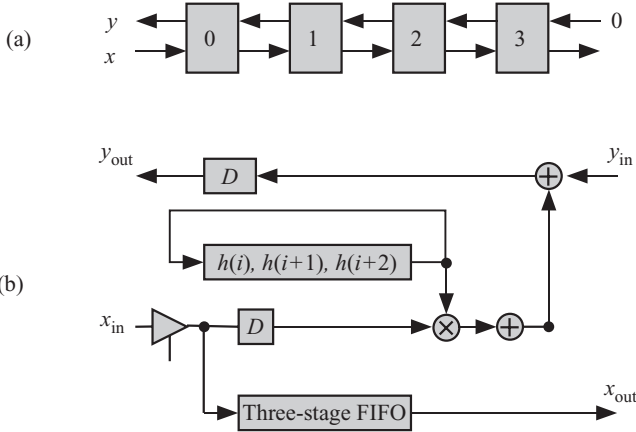 (a)
y 0 1 2 3 0
x
y_out D + y_in
h(i), h(i+1), h(i+2)
(b)
x_in D × +
Three-stage FIFO x_out